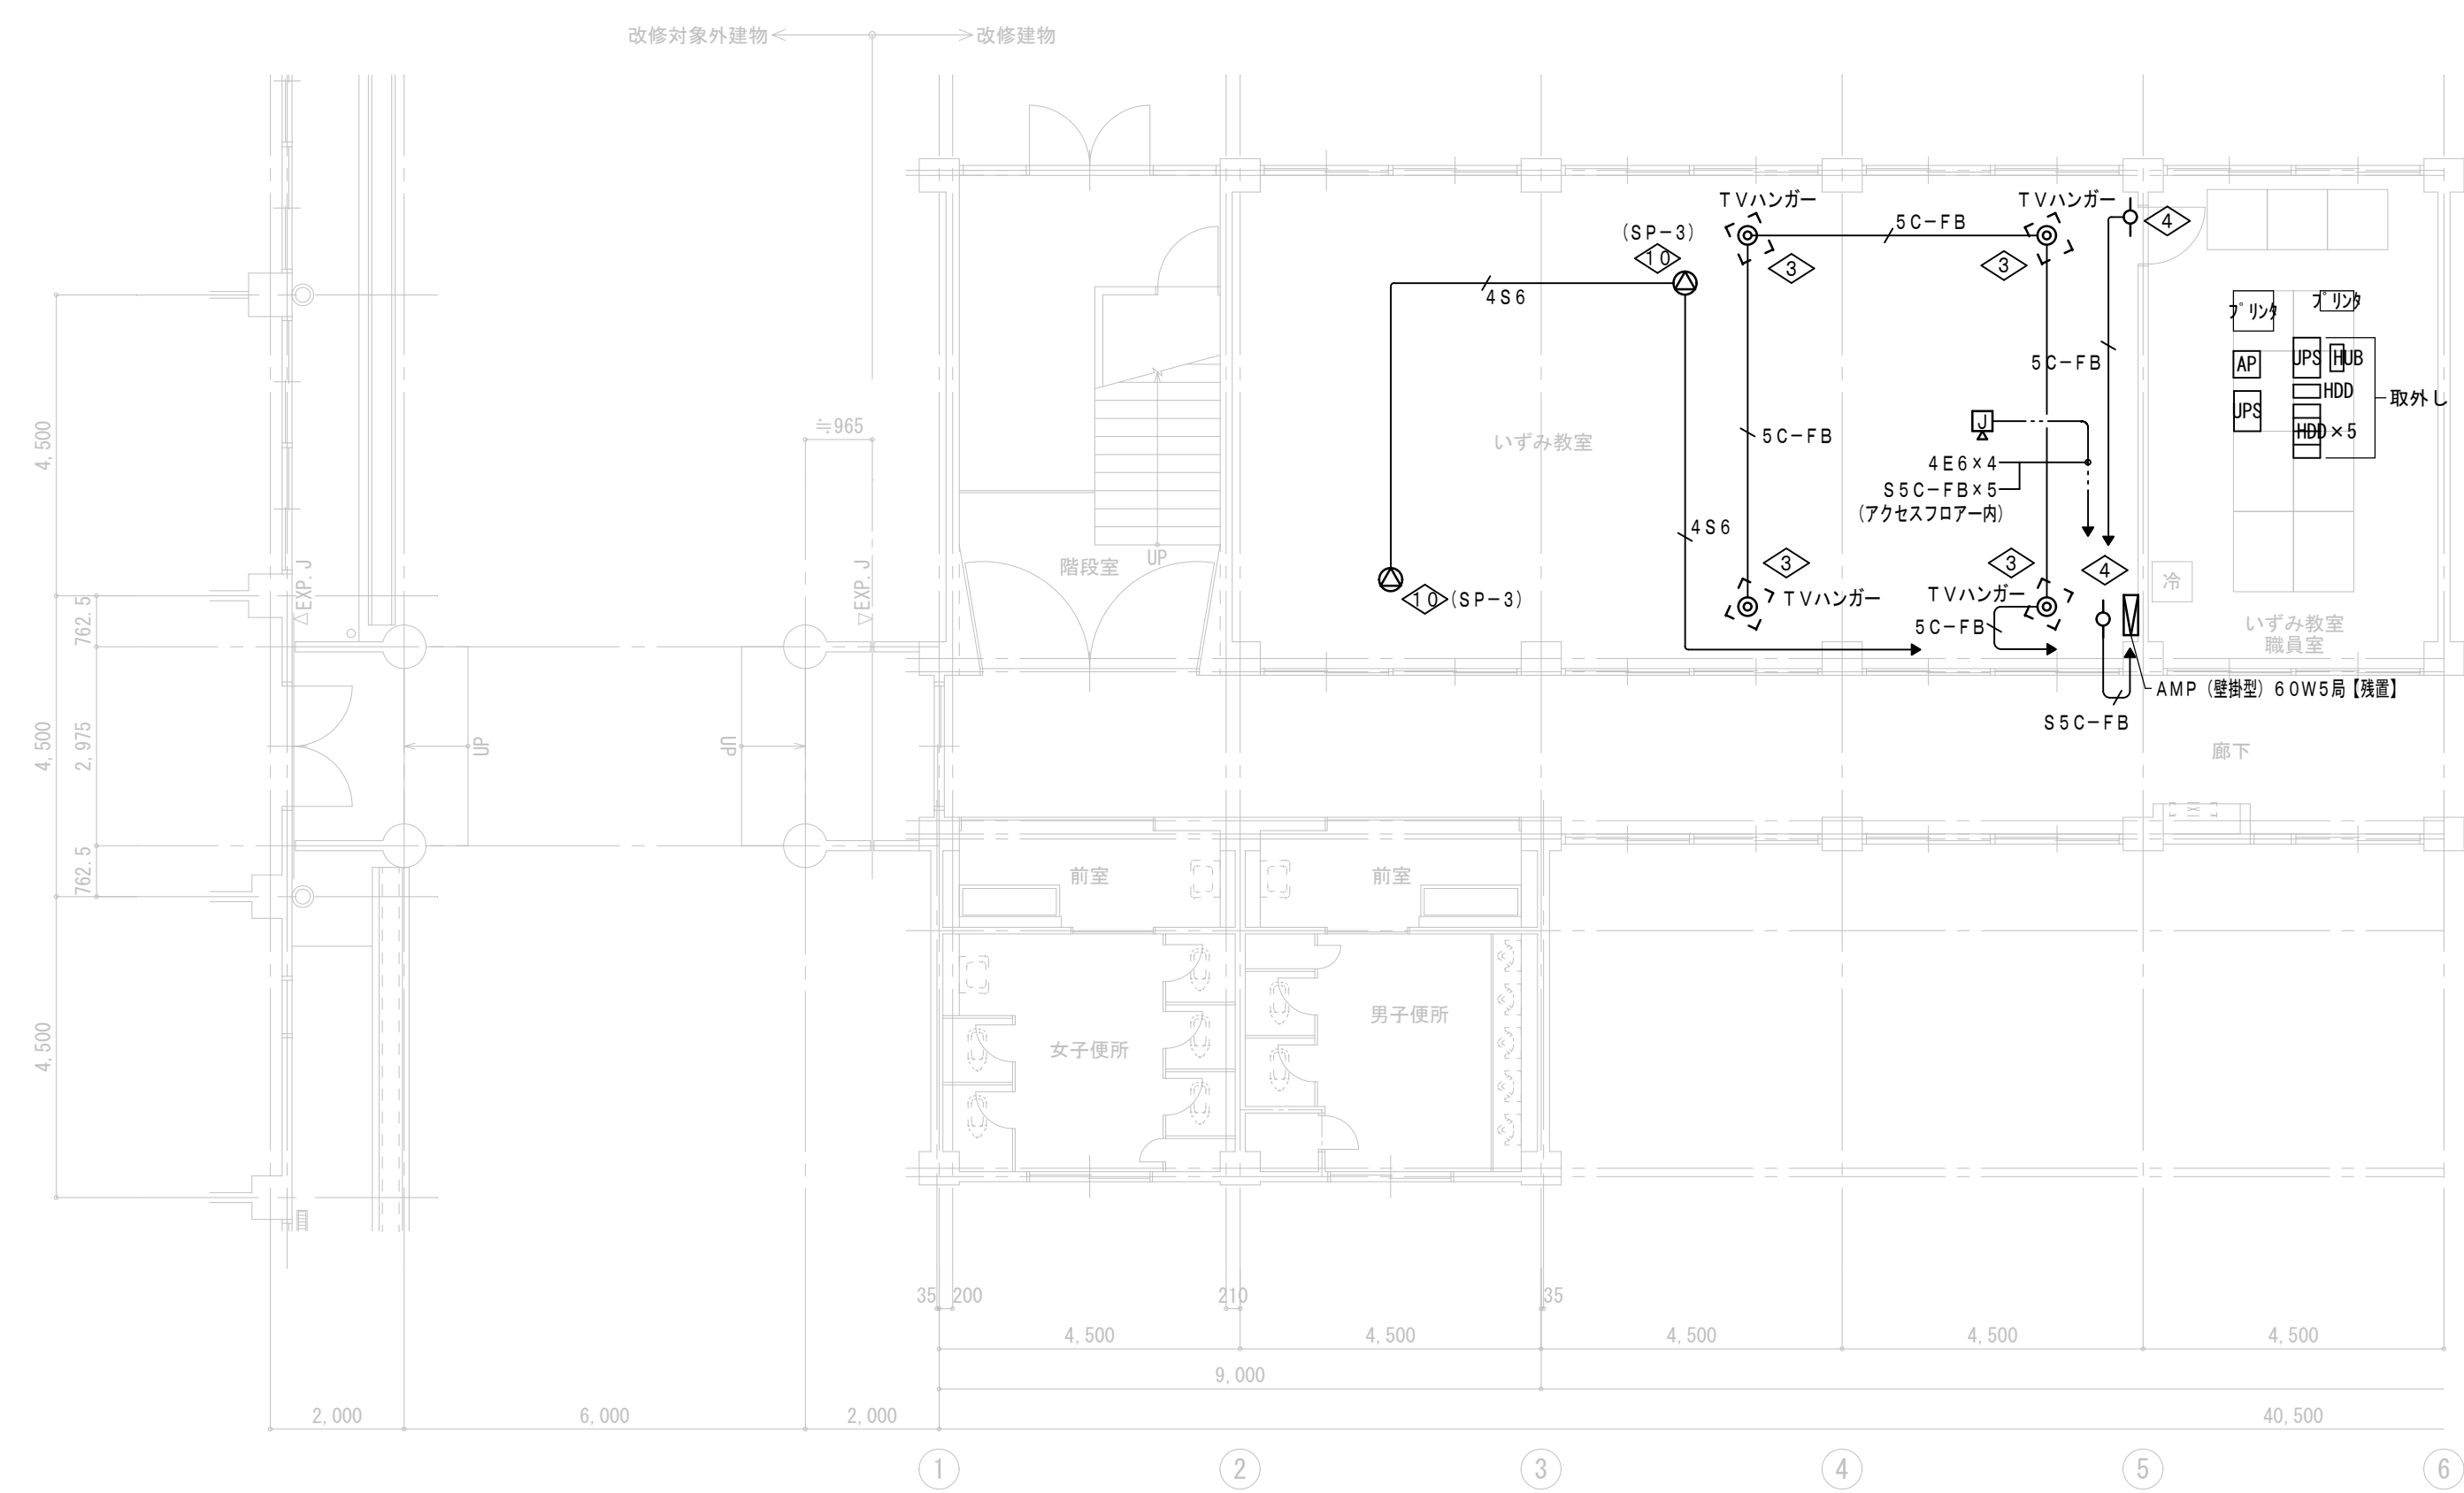 改修対象外建物
改修建物
TVハンガー
TVハンガー
(SP-3)
10
5C-FB
3
3
4
4S6
プリンタ
プリンタ
5C-FB
AP
UPS
HUB
UPS
HDD
取外し
HDD×5
≒965
4,500
いずみ教室
5C-FB
J
4E6×4
S5C-FB×5
(アクセスフロアー内)
4S6
EXP.J
EXP.J
階段室
UP
3
3
4
冷
10
(SP-3)
TVハンガー
TVハンガー
5C-FB
762.5
いずみ教室
職員室
AMP (壁掛型) 60W5局【残置】
S5C-FB
4,500
2,975
UP
UP
廊下
762.5
前室
前室
男子便所
女子便所
4,500
35
200
210
35
4,500
4,500
4,500
4,500
4,500
9,000
2,000
6,000
2,000
40,500
1
2
3
4
5
6